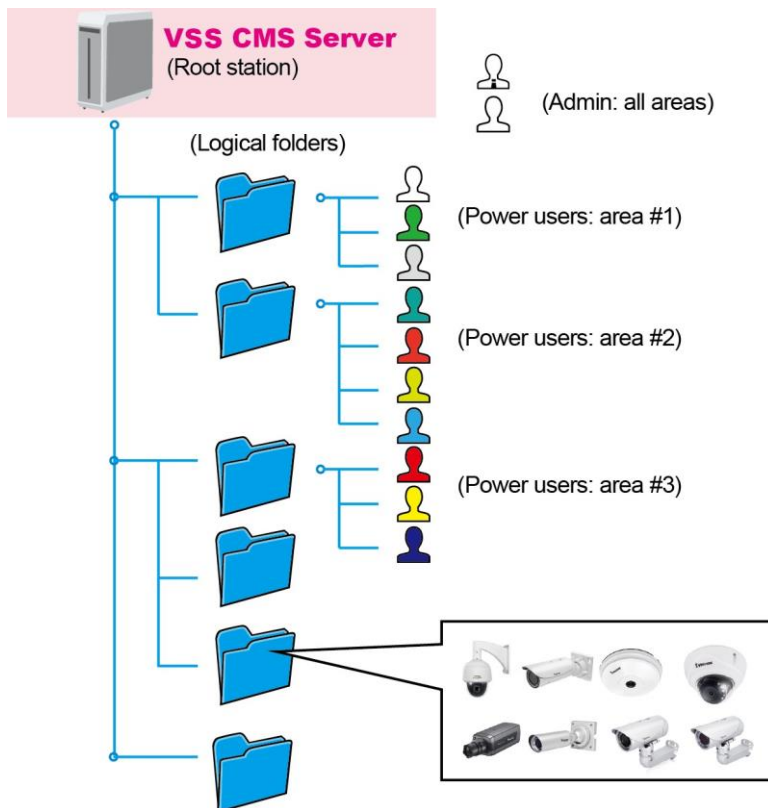 VSS CMS Server
(Root station)
(Admin: all areas)
(Logical folders)
(Power users: area #1)
(Power users: area #2)
(Power users: area #3)